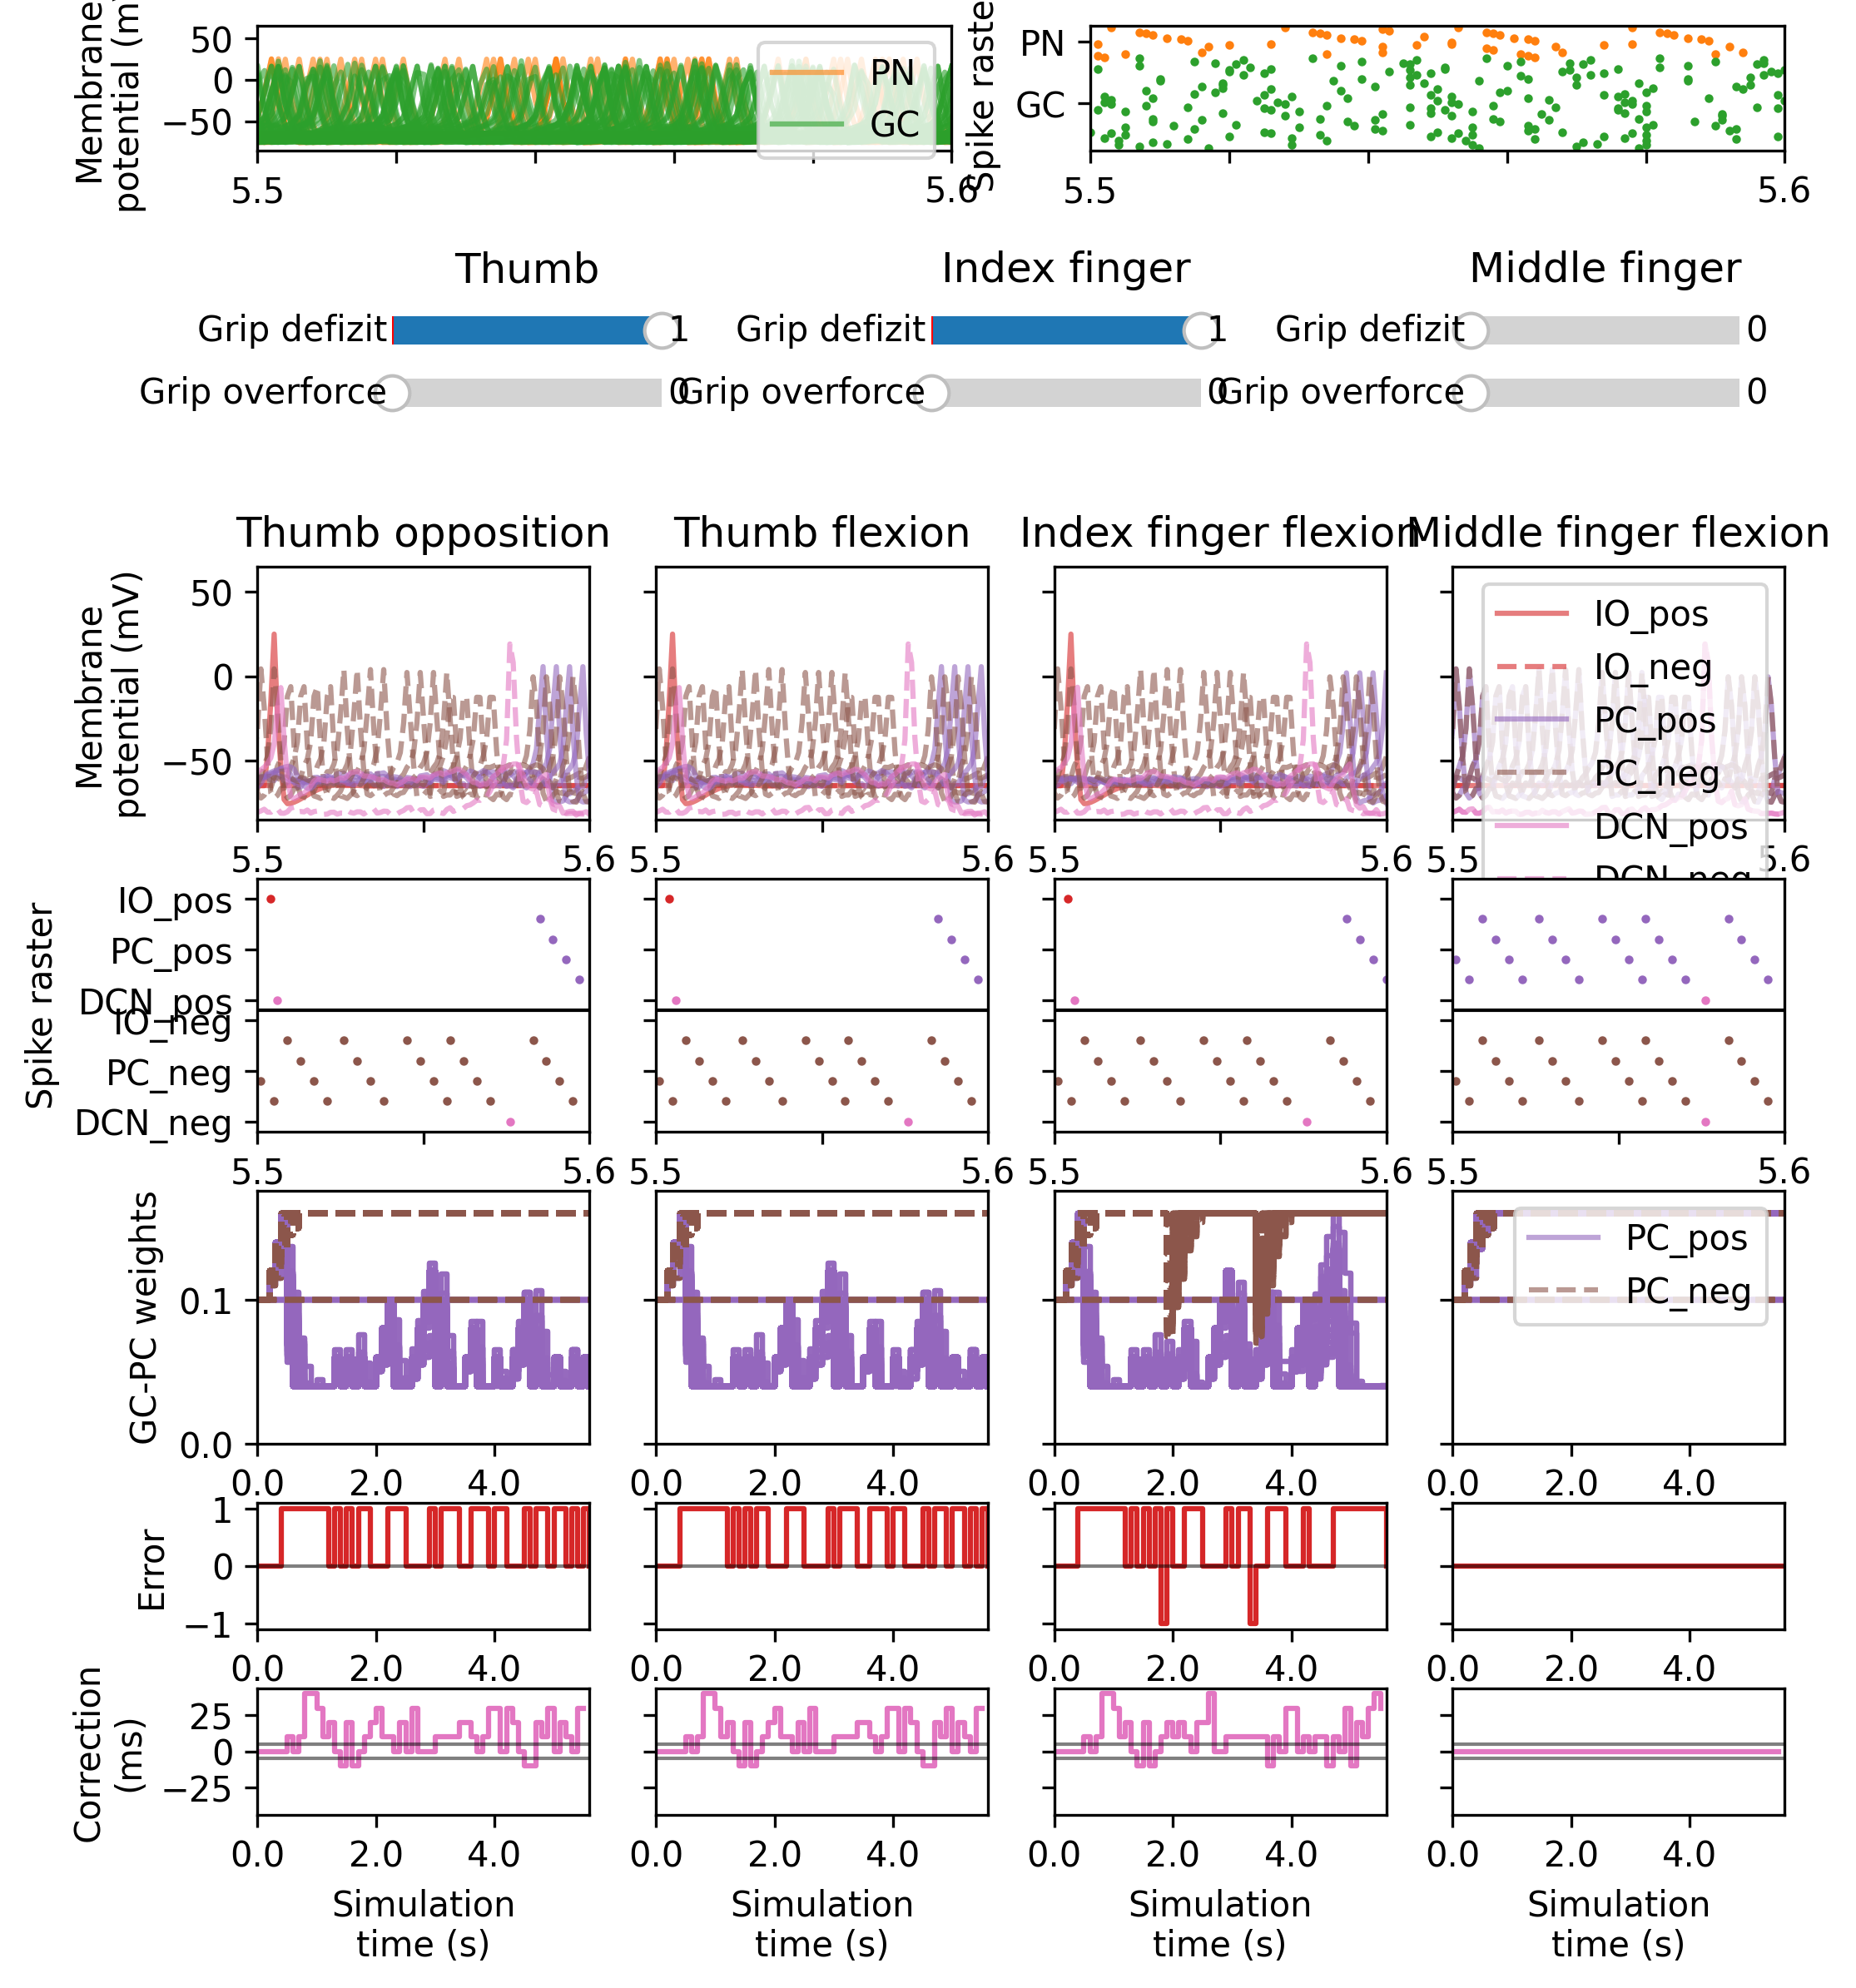 Membrane
potential (m
50
0
−50
PN
GC
5.5
5.6
Spike raste
PN
GC
5.5
5.6
Thumb
Index finger
Middle finger
Grip defizit
1
Grip defizit
1
Grip defizit
0
Grip overforce
0
Grip overforce
0
Grip overforce
0
Thumb opposition
Thumb flexion
Index finger flexion
Middle finger flexion
Membrane
potential (mV)
50
0
−50
IO_pos
IO_neg
PC_pos
PC_neg
DCN_pos
DCN_neg
5.5
5.6
5.5
5.6
5.5
5.6
5.5
5.6
Spike raster
IO_pos
PC_pos
DCN_pos
IO_neg
PC_neg
DCN_neg
5.5
5.6
5.5
5.6
5.5
5.6
5.5
5.6
GC-PC weights
0.1
0.0
PC_pos
PC_neg
0.0
2.0
4.0
0.0
2.0
4.0
0.0
2.0
4.0
0.0
2.0
4.0
Error
1
0
−1
0.0
2.0
4.0
0.0
2.0
4.0
0.0
2.0
4.0
0.0
2.0
4.0
Correction
(ms)
25
0
−25
0.0
2.0
4.0
0.0
2.0
4.0
0.0
2.0
4.0
0.0
2.0
4.0
Simulation
time (s)
Simulation
time (s)
Simulation
time (s)
Simulation
time (s)